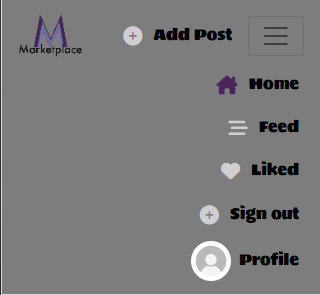 Marketplace
Add Post
Home
Feed
Liked
Sign out
Profile